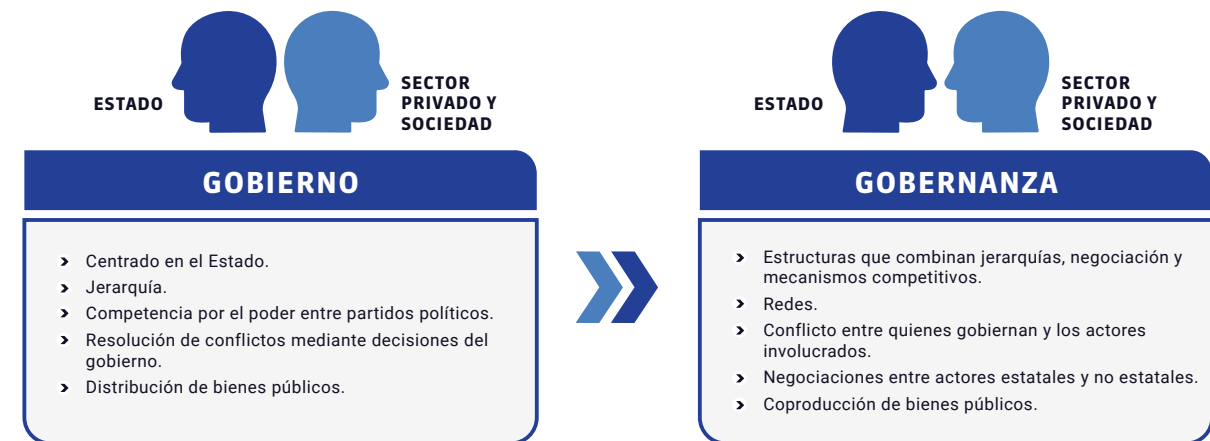 ESTADO
SECTOR
PRIVADO Y
SOCIEDAD
GOBIERNO
Centrado en el Estado.
Jerarquía.
Competencia por el poder entre partidos políticos.
Resolución de conflictos mediante decisiones del
gobierno.
Distribución de bienes públicos.
ESTADO
SECTOR
PRIVADO Y
SOCIEDAD
GOBERNANZA
Estructuras que combinan jerarquías, negociación y
mecanismos competitivos.
Redes.
Conflicto entre quienes gobiernan y los actores
involucrados.
Negociaciones entre actores estatales y no estatales.
Coproducción de bienes públicos.